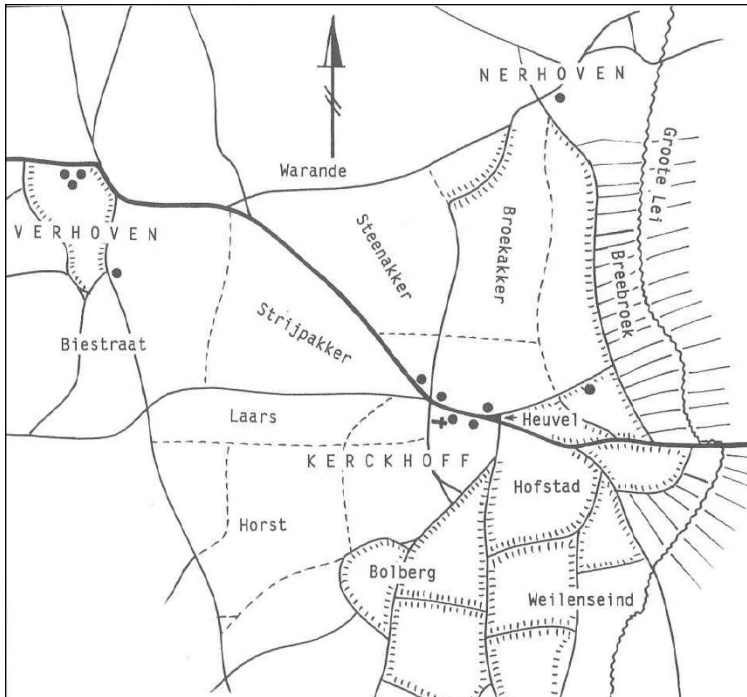 NERHOVEN
Groote Lei
Warande
Steenakker
Broekakker
VERHOVEN
Breebroek
Strijpakker
Biestraat
Laars
Heuvel
KERCKHOFF
Hofstad
Horst
Bolberg
Weilenseind